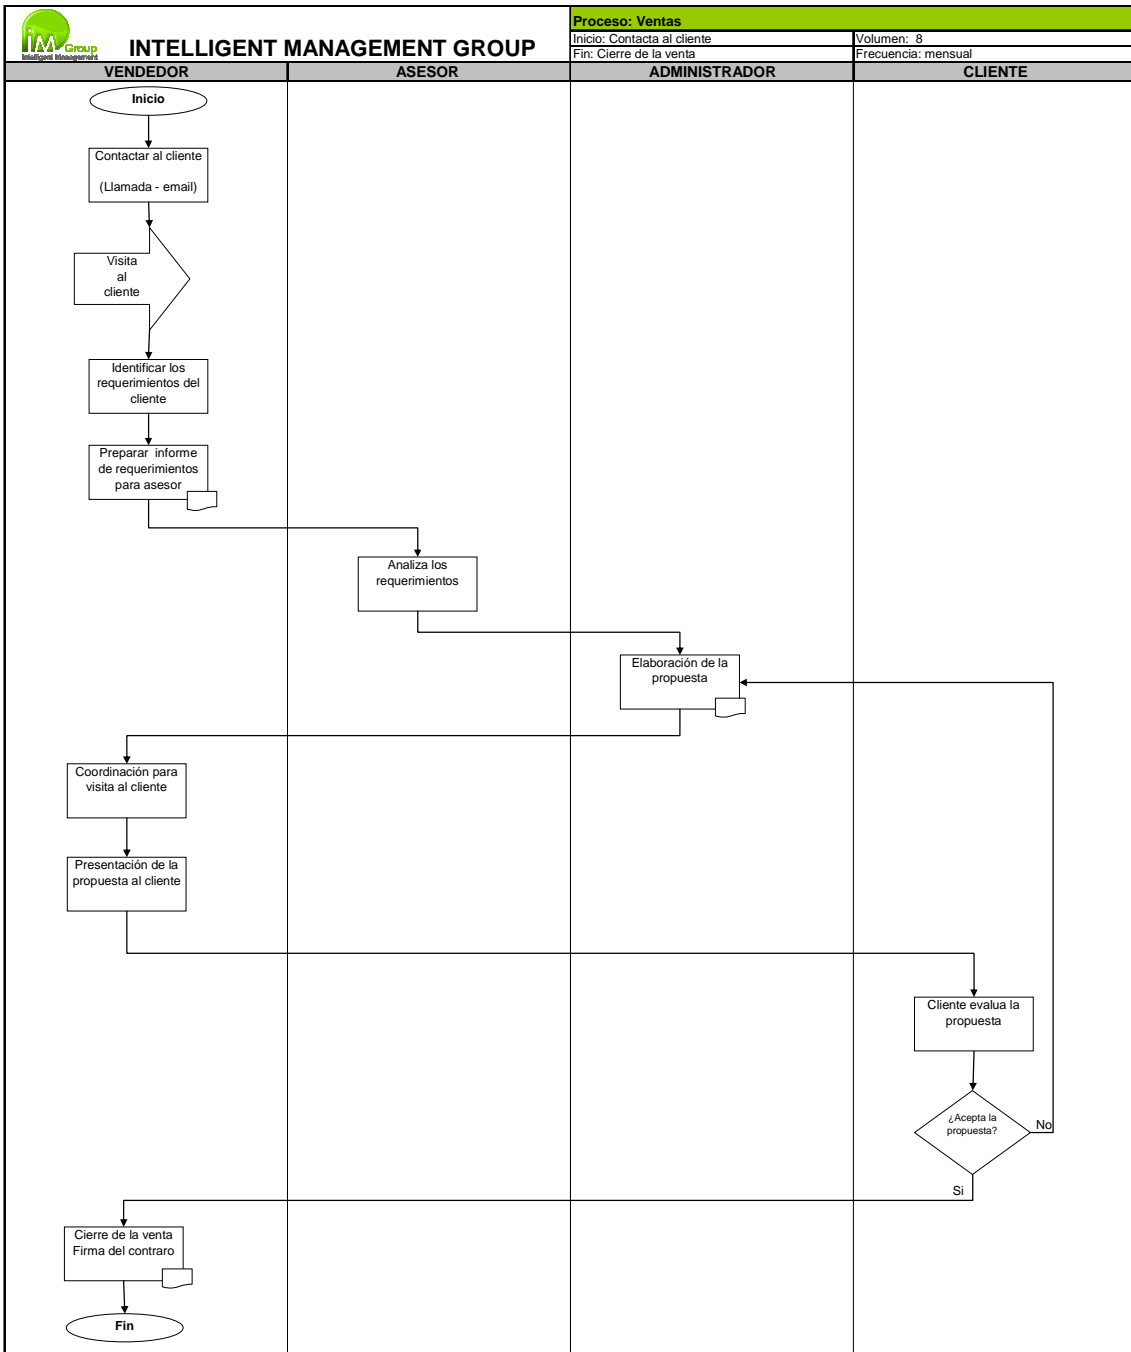 iM Group
Intelligent Management
INTELLIGENT MANAGEMENT GROUP
Proceso: Ventas
Inicio: Contacta al cliente
Volumen: 8
Fin: Cierre de la venta
Frecuencia: mensual
VENDEDOR
ASESOR
ADMINISTRADOR
CLIENTE
Inicio
Contactar al cliente
(Llamada - email)
Visita
al
cliente
Identificar los
requerimientos del
cliente
Preparar informe
de requerimientos
para asesor
Analiza los
requerimientos
Elaboración de la
propuesta
Coordinación para
visita al cliente
Presentación de la
propuesta al cliente
Cliente evalua la
propuesta
¿Acepta la
propuesta?
No
Si
Cierre de la venta
Firma del contraro
Fin